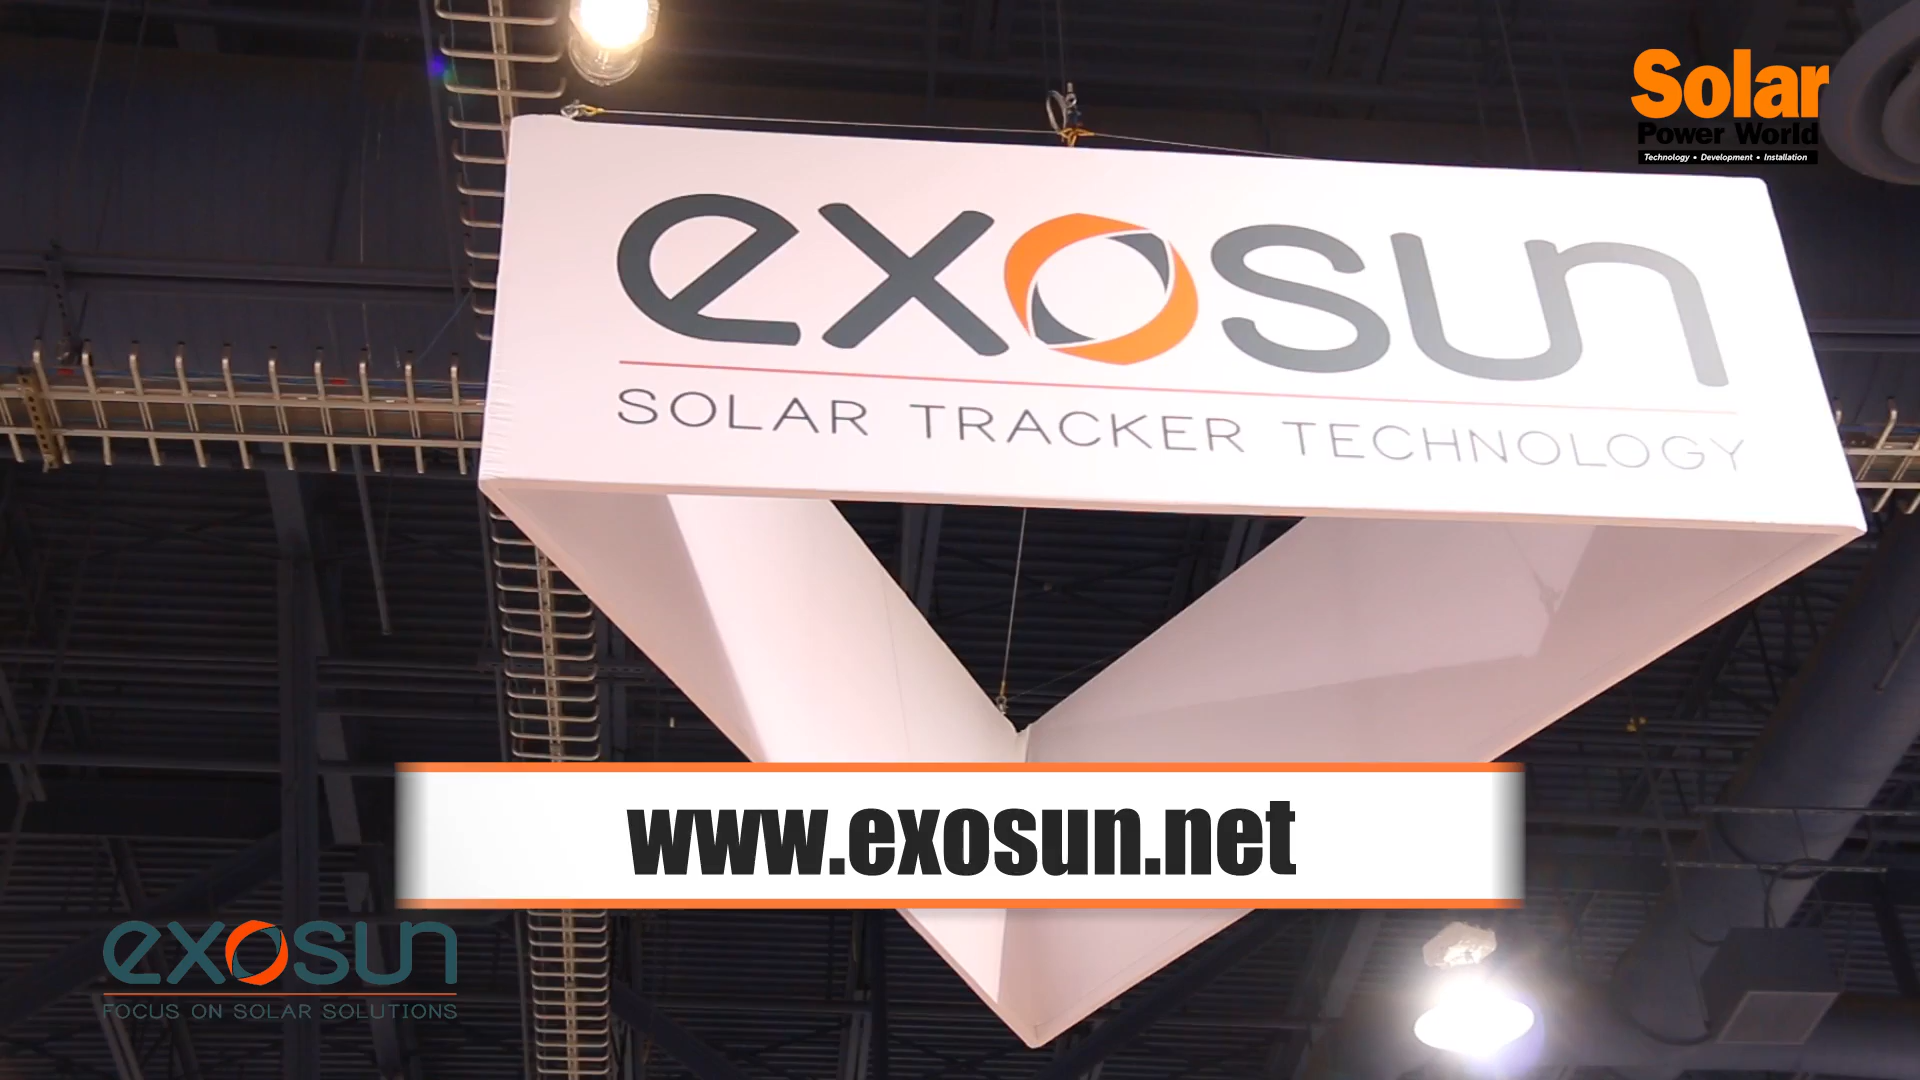 Solar
Power World
Technology • Development • Installation
exosun
SOLAR TRACKER TECHNOLOGY
www.exosun.net
exosun
FOCUS ON SOLAR SOLUTIONS